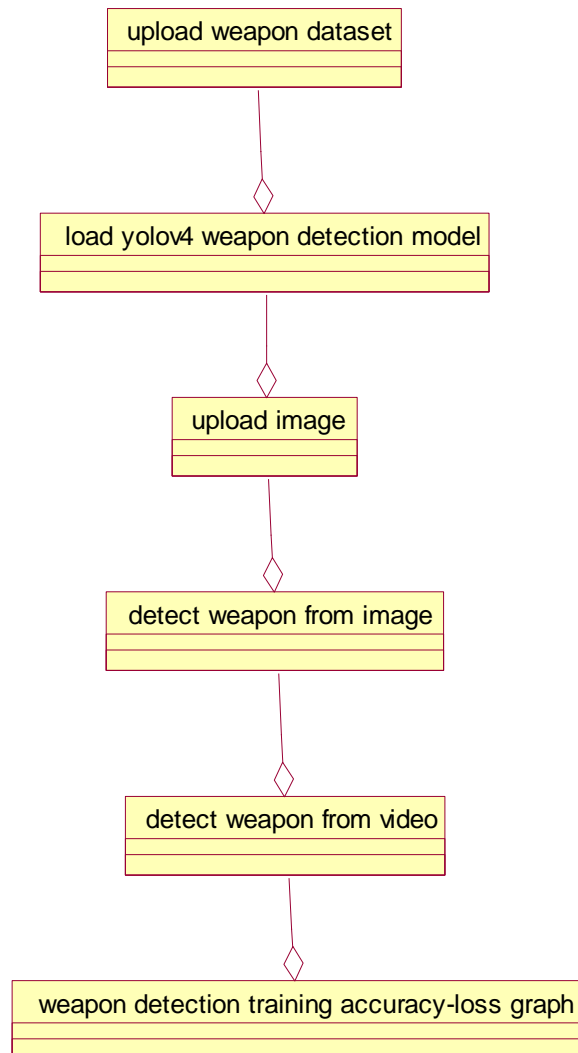 upload weapon dataset
load yolov4 weapon detection model
upload image
detect weapon from image
detect weapon from video
weapon detection training accuracy-loss graph